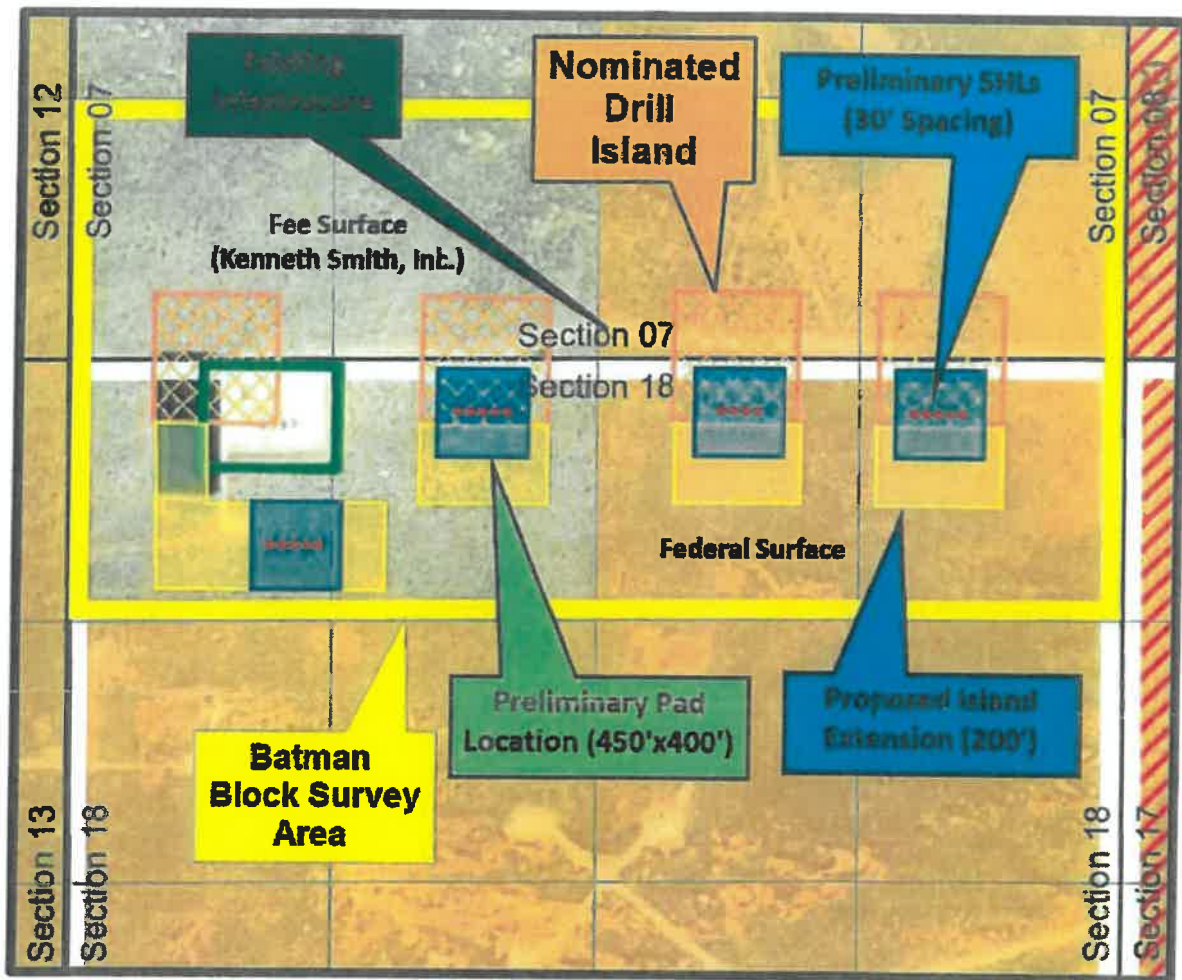 Section 12
Section 07
Existing
Infastructure
Nominated
Drill
Island
Preliminary SHLs
(30' Spacing)
Section 07
Section 08
Fee Surface
(Kenneth Smith, Inc.)
Section 07
Section 18
Federal Surface
Preliminary Pad
Location (450'x400')
Proposed Island
Extension (200')
Batman
Block Survey
Area
Section 13
Section 18
Section 18
Section 17